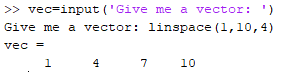 >> vec=input('Give me a vector: ')
Give me a vector: linspace(1,10,4)
vec =
1 4 7 10